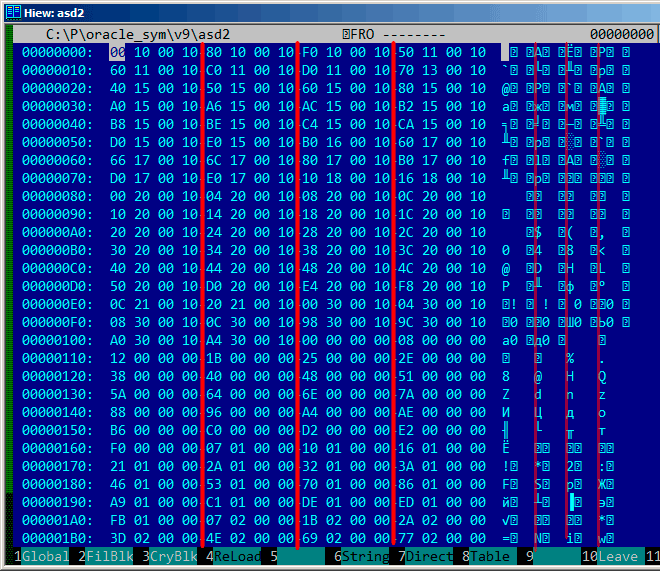 Hiew: asd2
C:\P\oracle_sym\v9\asd2 FRO -------- 00000000
00000000: 00 10 00 10-80 10 00 10-F0 10 00 10-50 11 00 10 А Ё P
00000010: 60 11 00 10-C0 11 00 10-D0 11 00 10-70 13 00 10 ` └ ╨ p
00000020: 40 15 00 10-50 15 00 10-60 15 00 10-80 15 00 10 @ P ` А
00000030: A0 15 00 10-A6 15 00 10-AC 15 00 10-B2 15 00 10 а ж м ▓
00000040: B8 15 00 10-BE 15 00 10-C4 15 00 10-CA 15 00 10 ╕ ╛ ─ ╩
00000050: D0 15 00 10-E0 15 00 10-B0 16 00 10-60 17 00 10 ╨ р ░ `
00000060: 66 17 00 10-6C 17 00 10-80 17 00 10-B0 17 00 10 f l А ░
00000070: D0 17 00 10-E0 17 00 10-10 18 00 10-16 18 00 10 ╨ р
00000080: 00 20 00 10-04 20 00 10-08 20 00 10-0C 20 00 10
00000090: 10 20 00 10-14 20 00 10-18 20 00 10-1C 20 00 10
000000A0: 20 20 00 10-24 20 00 10-28 20 00 10-2C 20 00 10 $ ( ,
000000B0: 30 20 00 10-34 20 00 10-38 20 00 10-3C 20 00 10 0 4 8 <
000000C0: 40 20 00 10-44 20 00 10-48 20 00 10-4C 20 00 10 @ D H L
000000D0: 50 20 00 10-D0 20 00 10-E4 20 00 10-F8 20 00 10 P ╨ ф °
000000E0: 0C 21 00 10-20 21 00 10-00 30 00 10-04 30 00 10 ! ! 0 0
000000F0: 08 30 00 10-0C 30 00 10-98 30 00 10-9C 30 00 10 0 0 Ш0 Ь0
00000100: A0 30 00 10-A4 30 00 10-00 00 00 00-08 00 00 00 а0 д0
00000110: 12 00 00 00-1B 00 00 00-25 00 00 00-2E 00 00 00 % .
00000120: 38 00 00 00-40 00 00 00-48 00 00 00-51 00 00 00 8 @ H Q
00000130: 5A 00 00 00-64 00 00 00-6E 00 00 00-7A 00 00 00 Z d n z
00000140: 88 00 00 00-96 00 00 00-A4 00 00 00-AE 00 00 00 И Ц д о
00000150: B6 00 00 00-C0 00 00 00-D2 00 00 00-E2 00 00 00 ╢ └ ╥ т
00000160: F0 00 00 00-07 01 00 00-10 01 00 00-16 01 00 00 Ё
00000170: 21 01 00 00-2A 01 00 00-32 01 00 00-3A 01 00 00 ! * 2 :
00000180: 46 01 00 00-53 01 00 00-70 01 00 00-86 01 00 00 F S p Ж
00000190: A9 01 00 00-C1 01 00 00-DE 01 00 00-ED 01 00 00 й ┴ ▐ э
000001A0: FB 01 00 00-07 02 00 00-1B 02 00 00-2A 02 00 00 √ *
000001B0: 3D 02 00 00-4E 02 00 00-69 02 00 00-77 02 00 00 = N i w
1Global 2FilBlk 3CryBlk 4ReLoad 5 6String 7Direct 8Table 9 10Leave 11